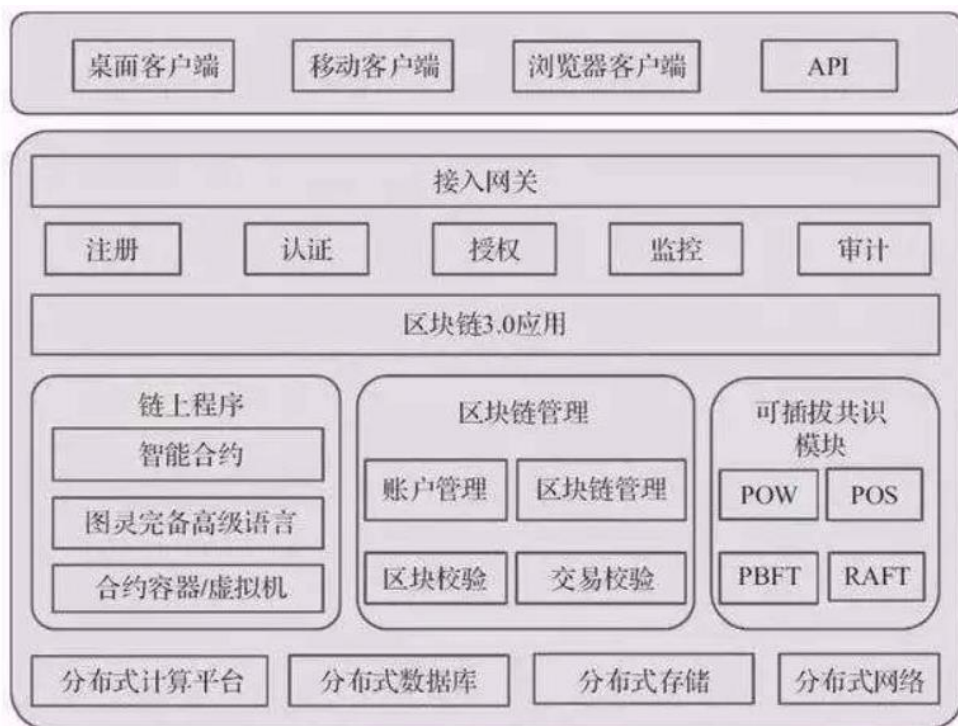 桌面客户端 移动客户端 浏览器客户端 API
接入网关
注册 认证 授权 监控 审计
区块链3.0应用
链上程序
智能合约
图灵完备高级语言
合约容器/虚拟机
区块链管理
账户管理 区块链管理
区块校验 交易校验
可插拔共识
模块
POW POS
PBFT RAFT
分布式计算平台 分布式数据库 分布式存储 分布式网络